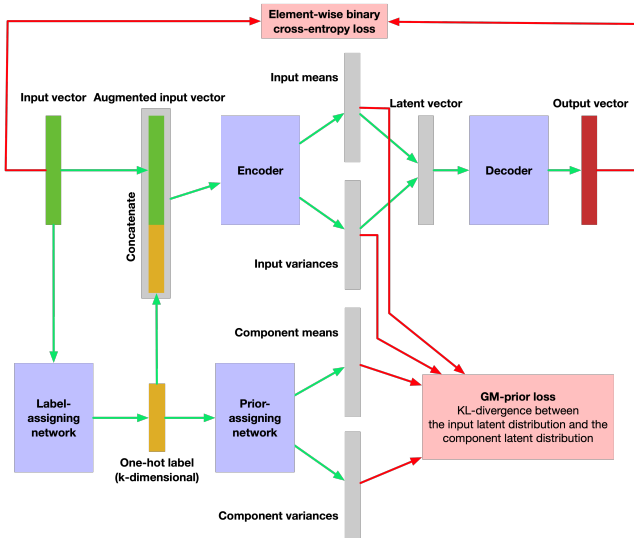 Element-wise binary
cross-entropy loss
Input means
Input vector
Augmented input vector
Latent vector
Output vector
Encoder
Decoder
Concatenate
Input variances
Component means
Label-
assigning
network
Prior-
assigning
network
GM-prior loss
KL-divergence between
the input latent distribution and the
component latent distribution
One-hot label
(k-dimensional)
Component variances